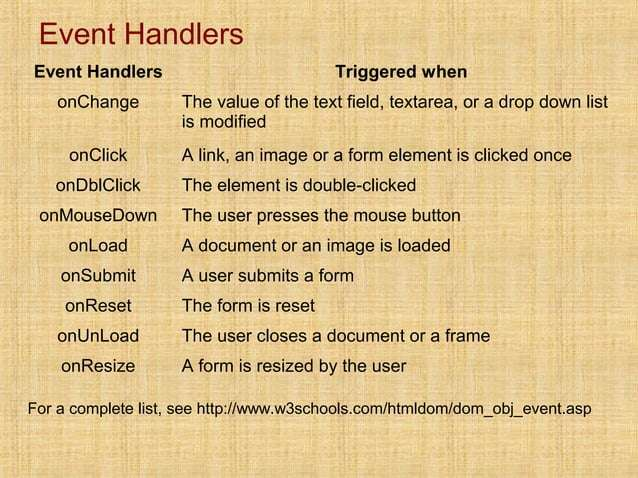 Event Handlers
Event Handlers Triggered when
onChange The value of the text field, textarea, or a drop down list
is modified
onClick A link, an image or a form element is clicked once
onDblClick The element is double-clicked
onMouseDown The user presses the mouse button
onLoad A document or an image is loaded
onSubmit A user submits a form
onReset The form is reset
onUnLoad The user closes a document or a frame
onResize A form is resized by the user
For a complete list, see http://www.w3schools.com/htmldom/dom_obj_event.asp